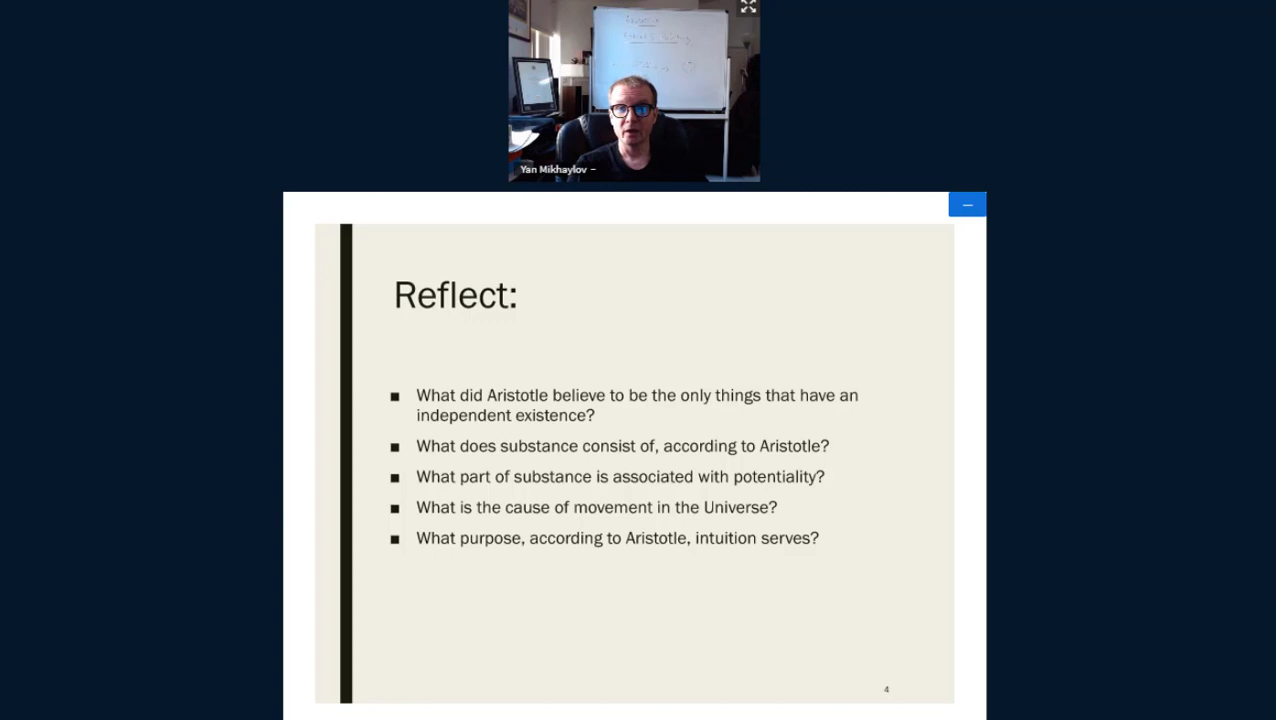 Yan Mikhaylov –
Reflect:
What did Aristotle believe to be the only things that have an
independent existence?
What does substance consist of, according to Aristotle?
What part of substance is associated with potentiality?
What is the cause of movement in the Universe?
What purpose, according to Aristotle, intuition serves?
4